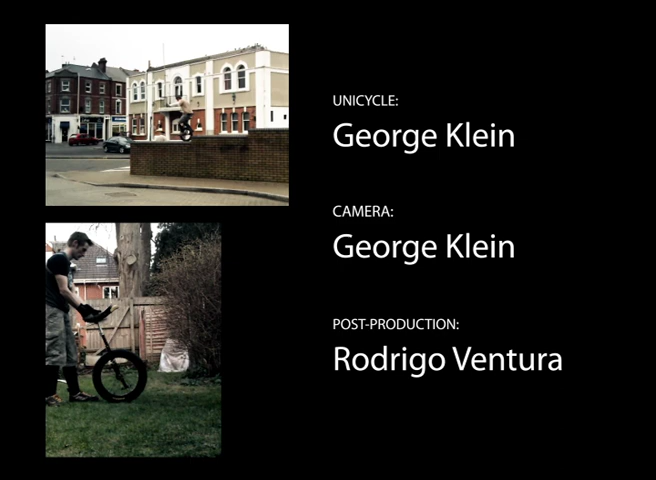 UNICYCLE:
George Klein
CAMERA:
George Klein
POST-PRODUCTION:
Rodrigo Ventura